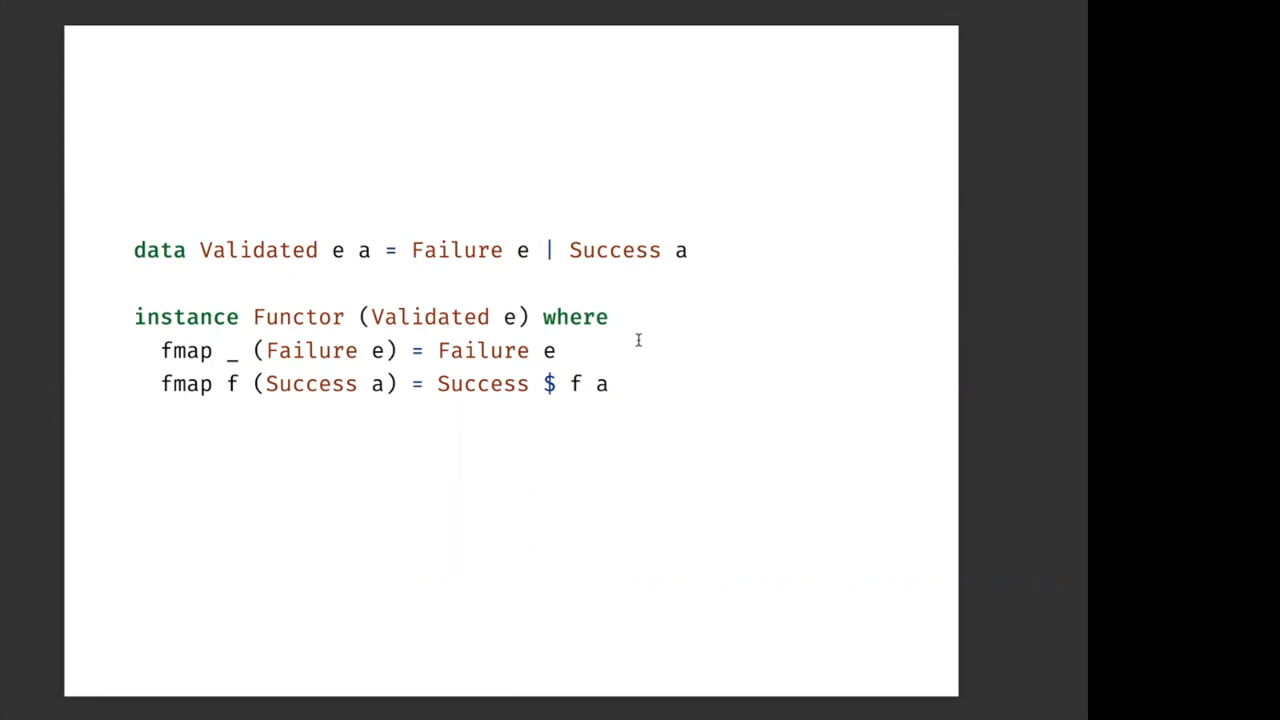 data Validated e a = Failure e | Success a
instance Functor (Validated e) where
  fmap _ (Failure e) = Failure e
  fmap f (Success a) = Success $ f a